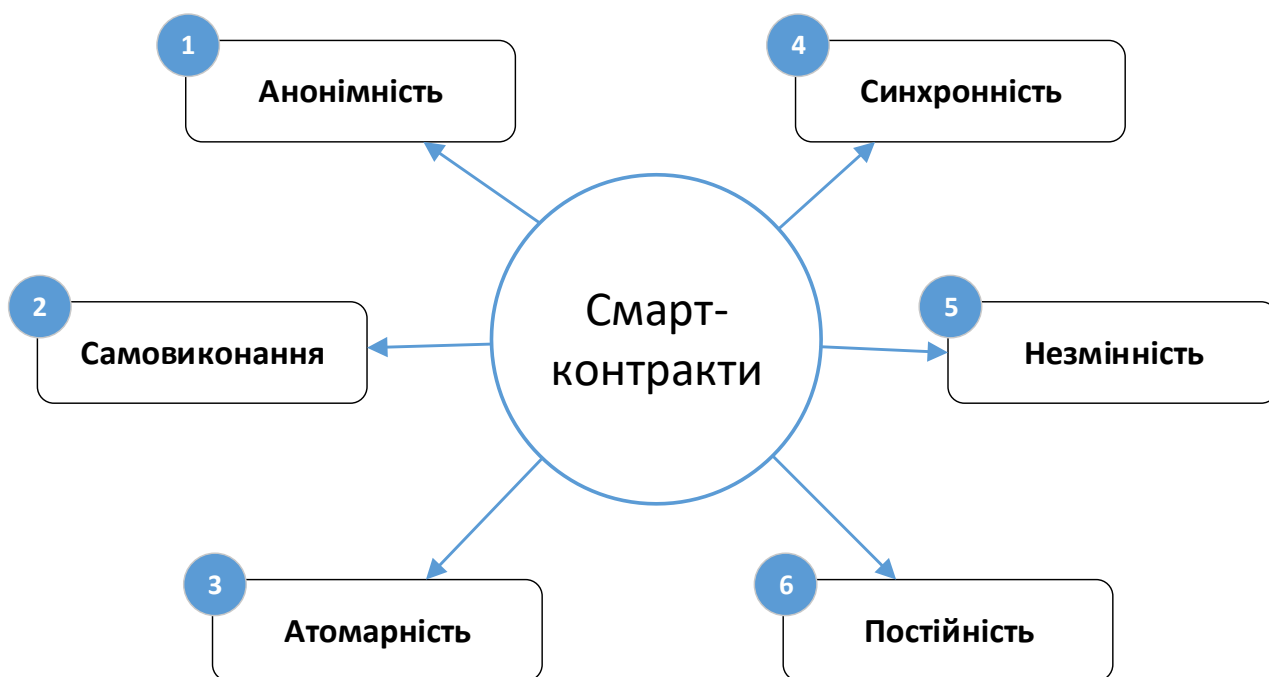 1
Анонімність
2
Самовиконання
3
Атомарність
Смарт-
контракти
4
Синхронність
5
Незмінність
6
Постійність